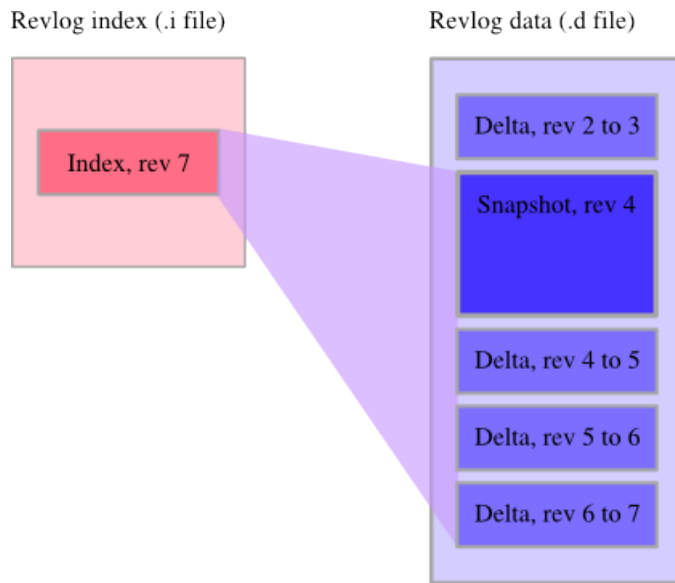 Revlog index (.i file)
Revlog data (.d file)
Index, rev 7
Delta, rev 2 to 3
Snapshot, rev 4
Delta, rev 4 to 5
Delta, rev 5 to 6
Delta, rev 6 to 7